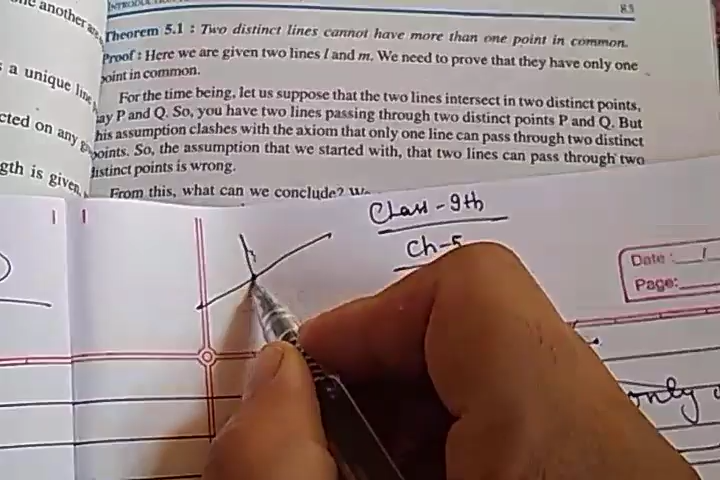 83
one another are
Theorem 5.1 : Two distinct lines cannot have more than one point in common.
Proof : Here we are given two lines l and m. We need to prove that they have only one
point in common.
a unique line
For the time being, let us suppose that the two lines intersect in two distinct points,
say P and Q. So, you have two lines passing through two distinct points P and Q. But
this assumption clashes with the axiom that only one line can pass through two distinct
points. So, the assumption that we started with, that two lines can pass through two
distinct points is wrong.
From this, what can we conclude?
Class - 9th
Ch-5
Date : /
Page:
only